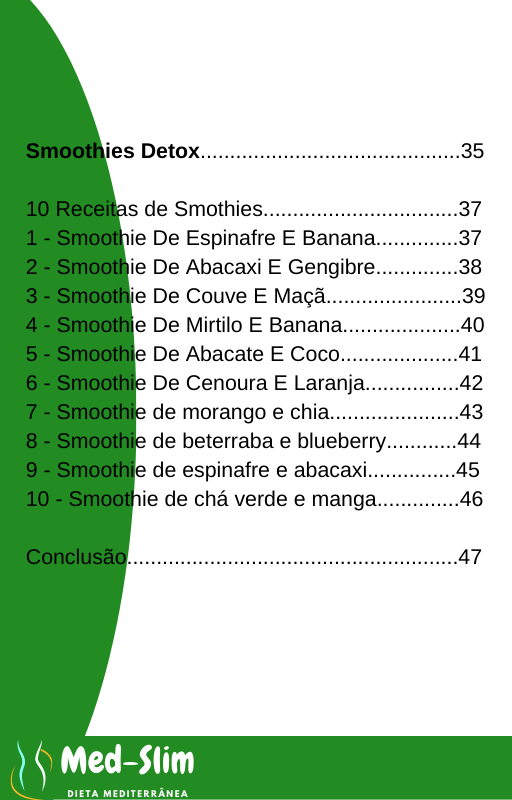 Smoothies Detox............................................35
10 Receitas de Smothies.................................37
1 - Smoothie De Espinafre E Banana..............37
2 - Smoothie De Abacaxi E Gengibre..............38
3 - Smoothie De Couve E Maçã.......................39
4 - Smoothie De Mirtilo E Banana....................40
5 - Smoothie De Abacate E Coco....................41
6 - Smoothie De Cenoura E Laranja................42
7 - Smoothie de morango e chia......................43
8 - Smoothie de beterraba e blueberry............44
9 - Smoothie de espinafre e abacaxi...............45
10 - Smoothie de chá verde e manga..............46
Conclusão........................................................47
Med-Slim
DIETA MEDITERRÂNEA